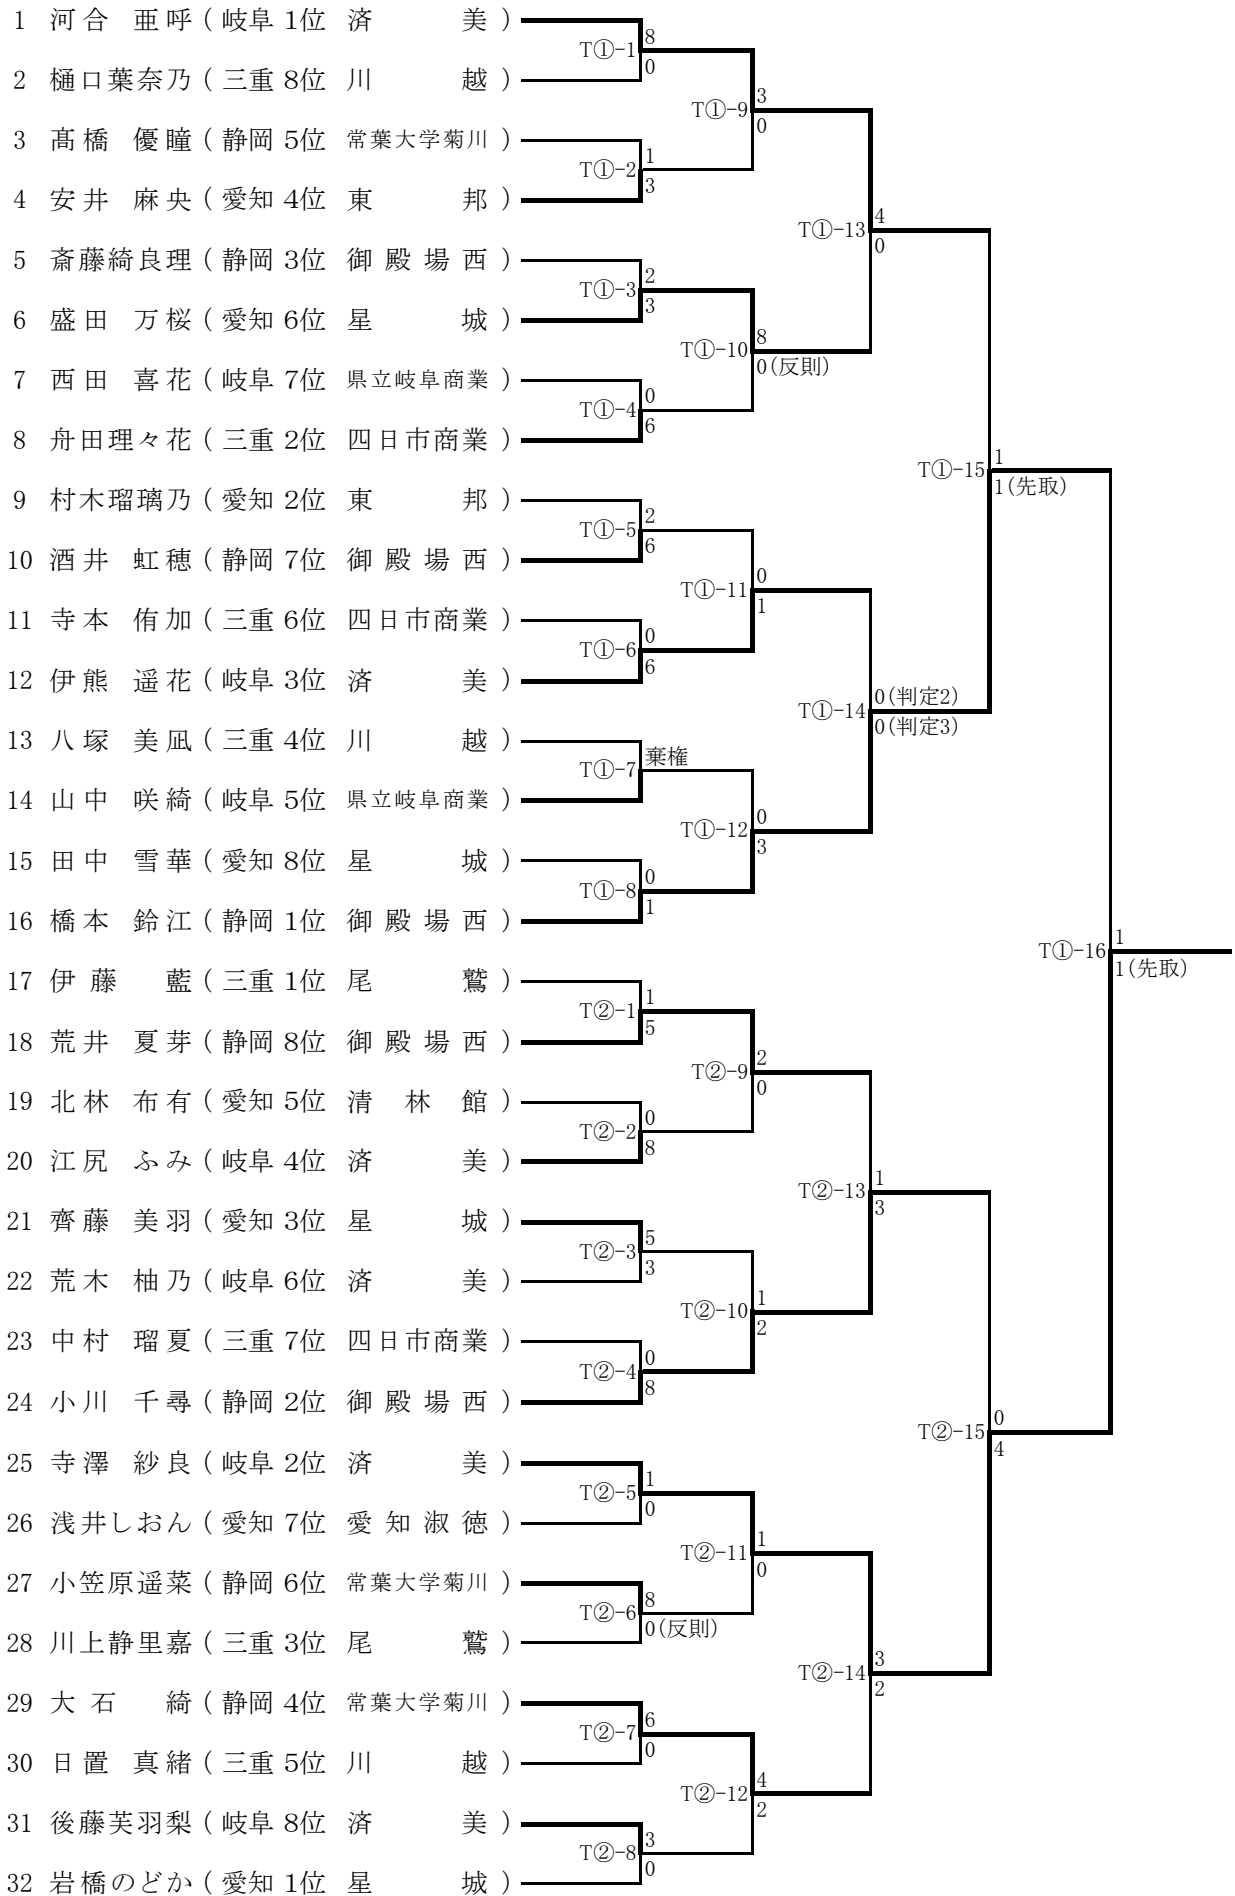 1 河合 亜呼 ( 岐阜 1位 済 美 )
8
T①-1
0
2 樋口葉奈乃 ( 三重 8位 川 越 )
3
T①-9
0
3 髙橋 優瞳 ( 静岡 5位 常葉大学菊川 )
1
T①-2
3
4 安井 麻央 ( 愛知 4位 東 邦 )
4
T①-13
0
5 斎藤綺良理 ( 静岡 3位 御殿場西 )
2
T①-3
3
6 盛田 万桜 ( 愛知 6位 星 城 )
8
T①-10
0(反則)
7 西田 喜花 ( 岐阜 7位 県立岐阜商業 )
0
T①-4
6
8 舟田理々花 ( 三重 2位 四日市商業 )
1
T①-15
1(先取)
9 村木瑠璃乃 ( 愛知 2位 東 邦 )
2
T①-5
6
10 酒井 虹穂 ( 静岡 7位 御殿場西 )
0
T①-11
1
11 寺本 侑加 ( 三重 6位 四日市商業 )
0
T①-6
6
12 伊熊 遥花 ( 岐阜 3位 済 美 )
0(判定2)
T①-14
0(判定3)
13 八塚 美凪 ( 三重 4位 川 越 )
棄権
T①-7
14 山中 咲綺 ( 岐阜 5位 県立岐阜商業 )
0
T①-12
3
15 田中 雪華 ( 愛知 8位 星 城 )
0
T①-8
1
16 橋本 鈴江 ( 静岡 1位 御殿場西 )
1
T①-16
1(先取)
17 伊藤 藍 ( 三重 1位 尾 鷲 )
1
T②-1
5
18 荒井 夏芽 ( 静岡 8位 御殿場西 )
2
T②-9
0
19 北林 布有 ( 愛知 5位 清林館 )
0
T②-2
8
20 江尻 ふみ ( 岐阜 4位 済 美 )
1
T②-13
3
21 齊藤 美羽 ( 愛知 3位 星 城 )
5
T②-3
3
22 荒木 柚乃 ( 岐阜 6位 済 美 )
1
T②-10
2
23 中村 瑠夏 ( 三重 7位 四日市商業 )
0
T②-4
8
24 小川 千尋 ( 静岡 2位 御殿場西 )
0
T②-15
4
25 寺澤 紗良 ( 岐阜 2位 済 美 )
1
T②-5
0
26 浅井しおん ( 愛知 7位 愛知淑徳 )
1
T②-11
0
27 小笠原遥菜 ( 静岡 6位 常葉大学菊川 )
8
T②-6
0(反則)
28 川上静里嘉 ( 三重 3位 尾 鷲 )
3
T②-14
2
29 大石 綺 ( 静岡 4位 常葉大学菊川 )
6
T②-7
0
30 日置 真緒 ( 三重 5位 川 越 )
4
T②-12
2
31 後藤芙羽梨 ( 岐阜 8位 済 美 )
3
T②-8
0
32 岩橋のどか ( 愛知 1位 星 城 )